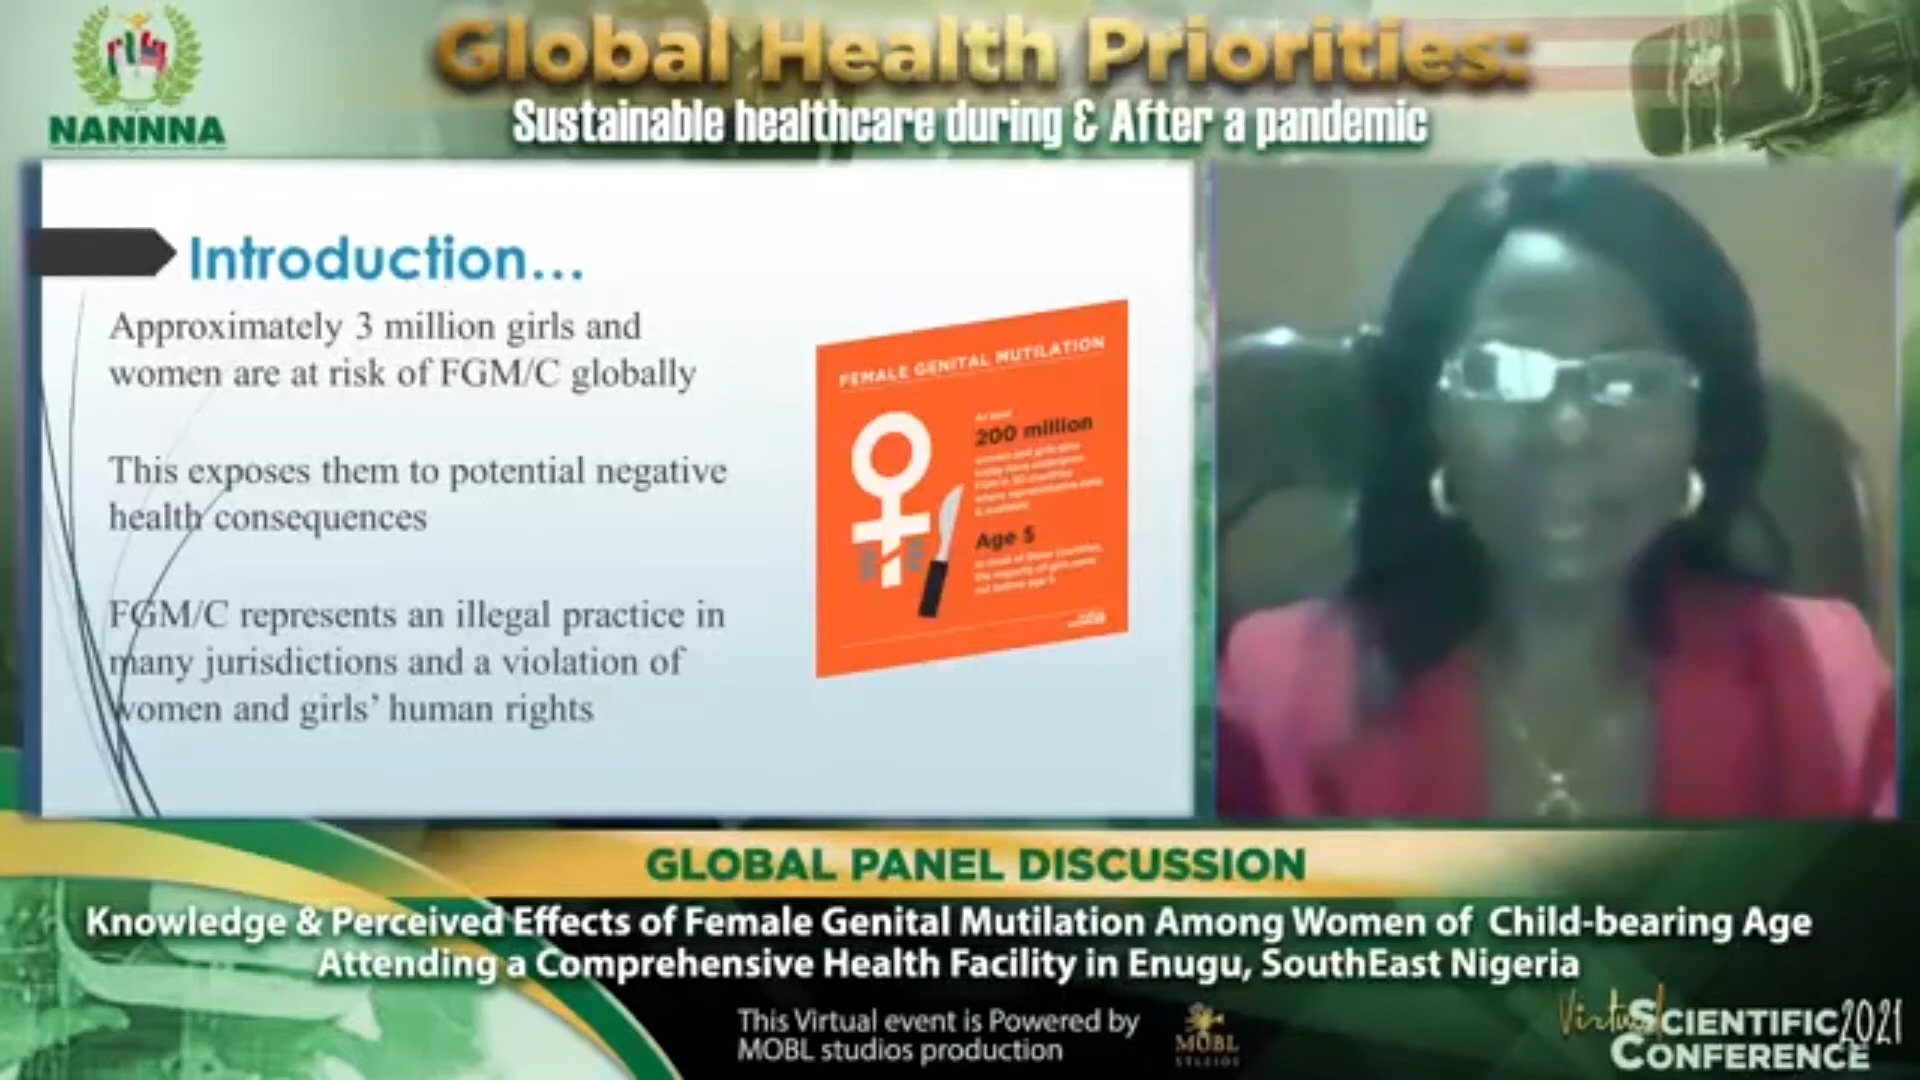 NANNNA
Global Health Priorities:
Sustainable healthcare during & After a pandemic
Introduction…
Approximately 3 million girls and
women are at risk of FGM/C globally
This exposes them to potential negative
health consequences
FGM/C represents an illegal practice in
many jurisdictions and a violation of
women and girls’ human rights
FEMALE GENITAL MUTILATION
At least
200 million
Age 5
GLOBAL PANEL DISCUSSION
Knowledge & Perceived Effects of Female Genital Mutilation Among Women of Child-bearing Age
Attending a Comprehensive Health Facility in Enugu, SouthEast Nigeria
This Virtual event is Powered by
MOBL studios production
MOBL
STUDIOS
Virtual SCIENTIFIC 2021
CONFERENCE